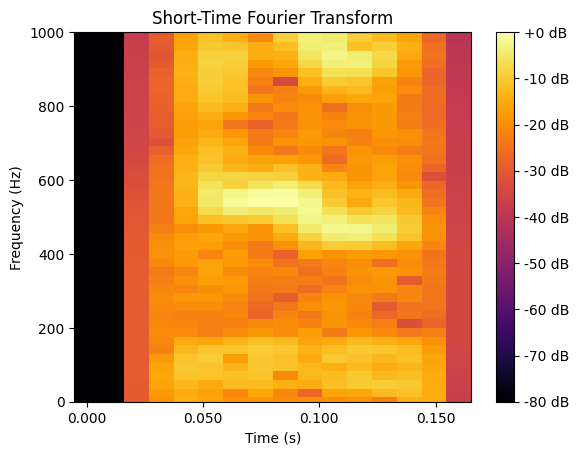 Short-Time Fourier Transform
1000
800
600
400
200
0
Frequency (Hz)
0.000
0.050
0.100
0.150
Time (s)
+0 dB
-10 dB
-20 dB
-30 dB
-40 dB
-50 dB
-60 dB
-70 dB
-80 dB